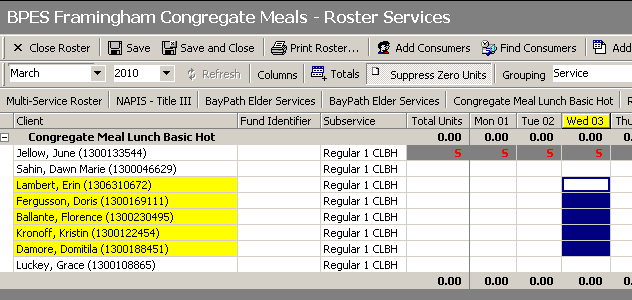 BPES Framingham Congregate Meals - Roster Services
Close Roster Save Save and Close Print Roster... Add Consumers Find Consumers Add
March 2010 Refresh Columns Totals Suppress Zero Units Grouping Service
Multi-Service Roster NAPIS - Title III BayPath Elder Services BayPath Elder Services Congregate Meal Lunch Basic Hot
Client Fund Identifier Subservice Total Units Mon 01 Tue 02 Wed 03 Thu
Congregate Meal Lunch Basic Hot 0.00 0.00 0.00 0.00
Jellow, June (1300133544) Regular 1 CLBH S S S S
Sahin, Dawn Marie (1300046629) Regular 1 CLBH
Lambert, Erin (1306310672) Regular 1 CLBH
Fergusson, Doris (1300169111) Regular 1 CLBH
Ballante, Florence (1300230495) Regular 1 CLBH
Kronoff, Kristin (1300122454) Regular 1 CLBH
Damore, Domitila (1300188451) Regular 1 CLBH
Luckey, Grace (1300108865) Regular 1 CLBH
0.00 0.00 0.00 0.00